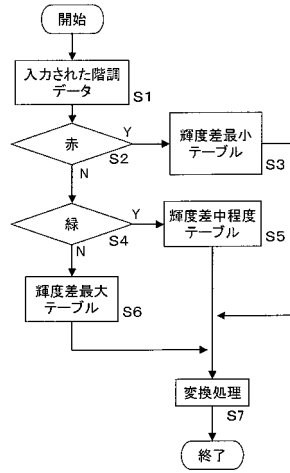 開始
入力された階調
データ
S1
赤
Y
S2
N
輝度差最小
テーブル
S3
緑
Y
S4
N
輝度差中程度
テーブル
S5
輝度差最大
テーブル
S6
変換処理
S7
終了